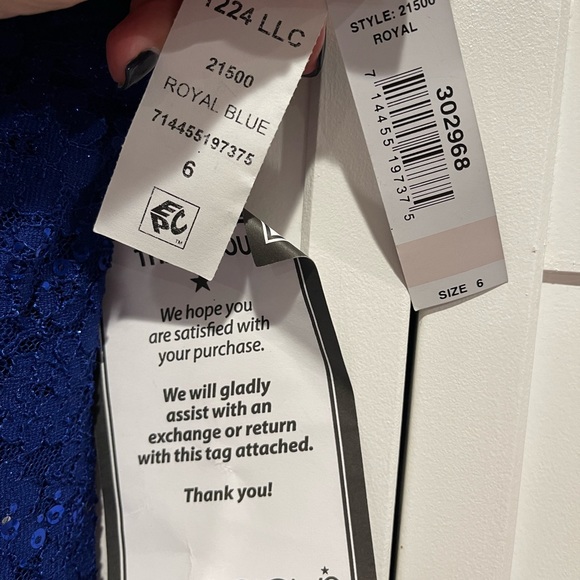 1224 LLC
21500
ROYAL BLUE
714455197375
6
EPC
TM
STYLE: 21500
ROYAL
7 14455 19737 5
302968
SIZE 6
We hope you
are satisfied with
your purchase.
We will gladly
assist with an
exchange or return
with this tag attached.
Thank you!